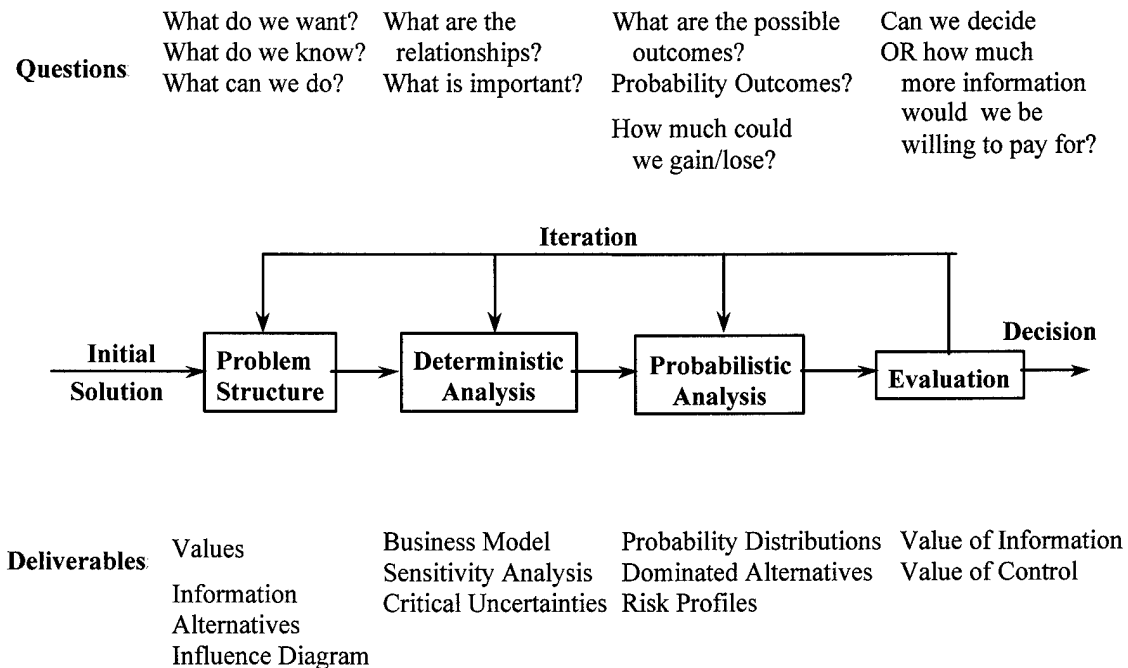 Questions:
What do we want?
What do we know?
What can we do?
What are the
relationships?
What is important?
What are the possible
outcomes?
Probability Outcomes?
How much could
we gain/lose?
Can we decide
OR how much
more information
would we be
willing to pay for?
Iteration
Initial
Solution
Problem
Structure
Deterministic
Analysis
Probabilistic
Analysis
Evaluation
Decision
Deliverables:
Values
Information
Alternatives
Influence Diagram
Business Model
Sensitivity Analysis
Critical Uncertainties
Probability Distributions
Dominated Alternatives
Risk Profiles
Value of Information
Value of Control